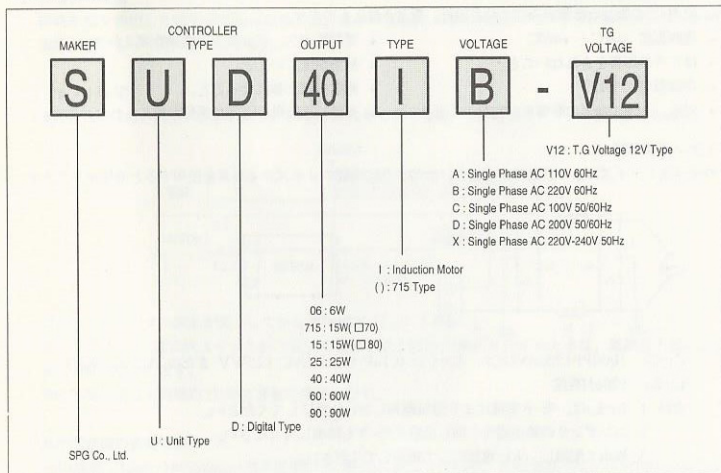 MAKER
CONTROLLER TYPE
OUTPUT
TYPE
VOLTAGE
TG VOLTAGE
S U D 40 I B - V12
V12 : T.G Voltage 12V Type
A : Single Phase AC 110V 60Hz
B : Single Phase AC 220V 60Hz
C : Single Phase AC 100V 50/60Hz
D : Single Phase AC 200V 50/60Hz
X : Single Phase AC 220V-240V 50Hz
I : Induction Motor
( ) : 715 Type
06 : 6W
715 : 15W(□70)
15 : 15W(□80)
25 : 25W
40 : 40W
60 : 60W
90 : 90W
D : Digital Type
U : Unit Type
SPG Co., Ltd.